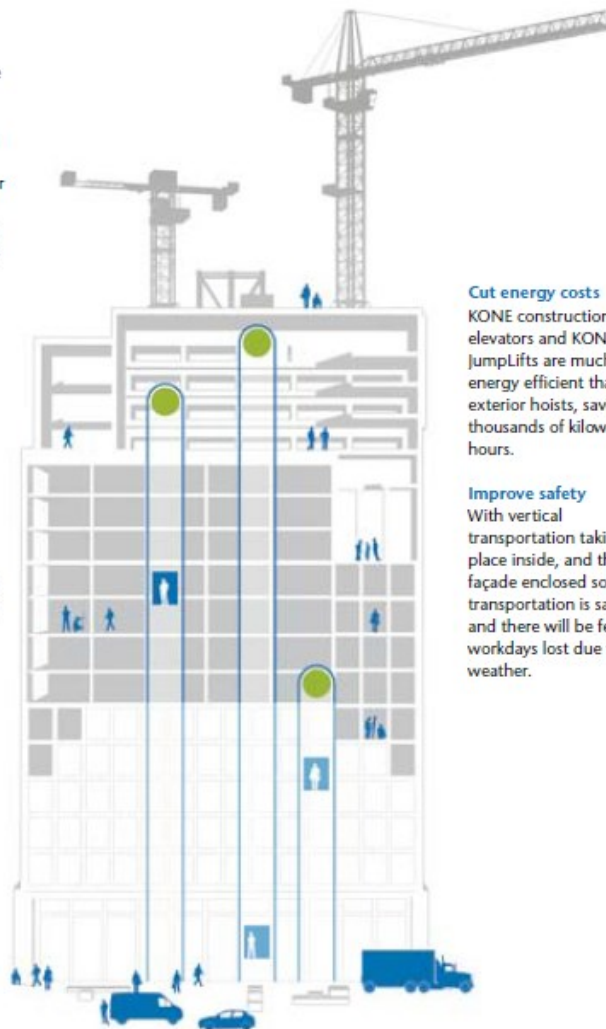 e
r
Cut energy costs
KONE construction
elevators and KON
JumpLifts are much
energy efficient tha
exterior hoists, sav
thousands of kilow
hours.
Improve safety
With vertical
transportation taki
place inside, and th
façade enclosed so
transportation is sa
and there will be fe
workdays lost due
weather.